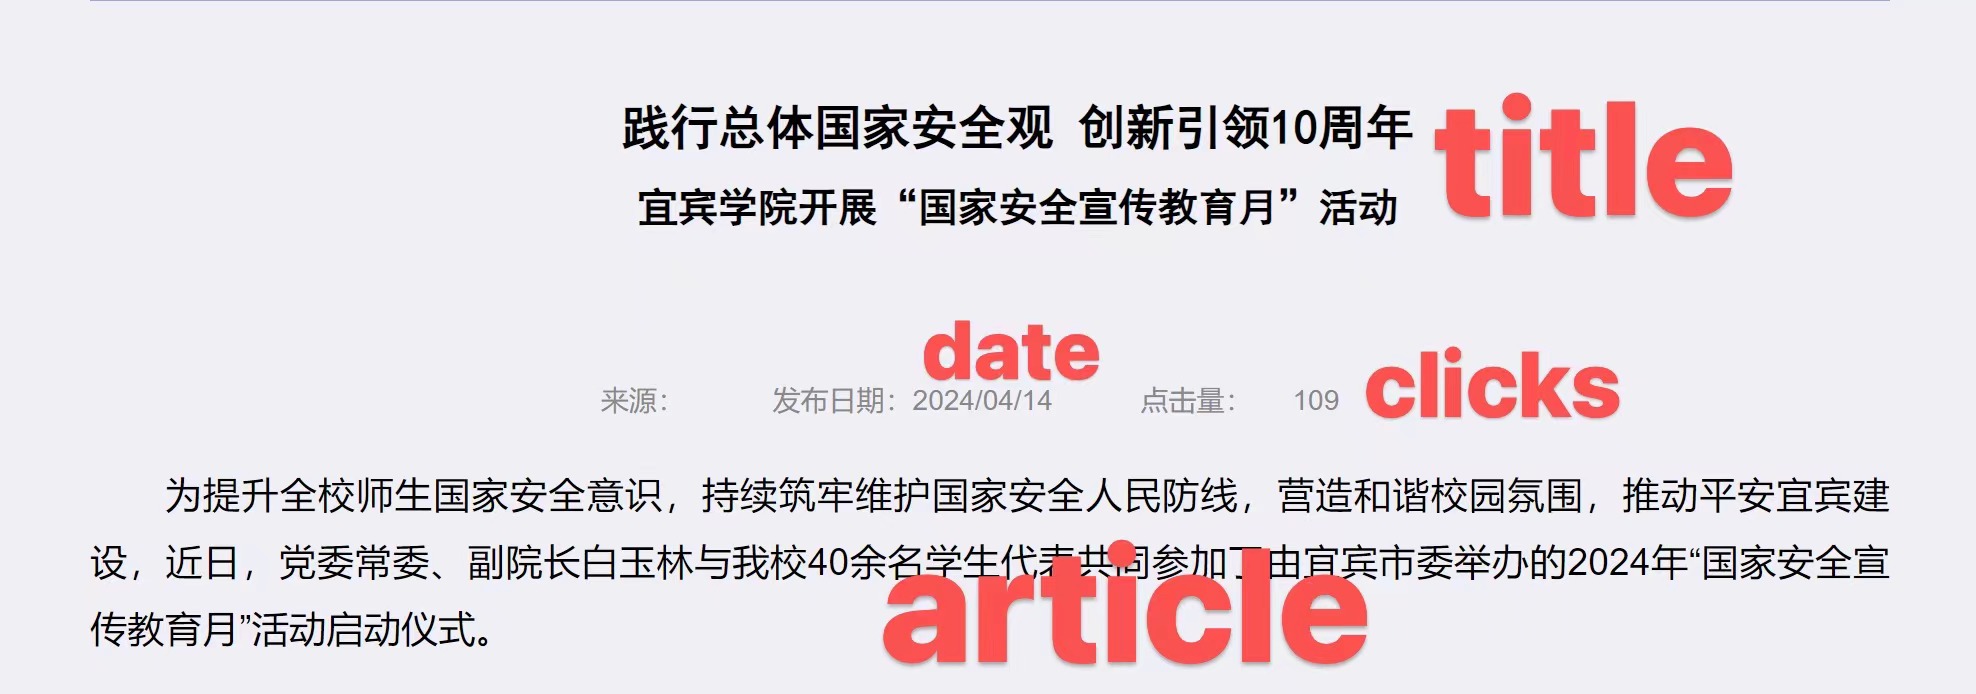 践行总体国家安全观 创新引领10周年
title
宜宾学院开展“国家安全宣传教育月”活动
date
clicks
来源： 发布日期：2024/04/14 点击量： 109
为提升全校师生国家安全意识，持续筑牢维护国家安全人民防线，营造和谐校园氛围，推动平安宜宾建
设，近日，党委常委、副院长白玉林与我校40余名学生代表共同参加了由宜宾市委举办的2024年“国家安全宣
article
传教育月”活动启动仪式。